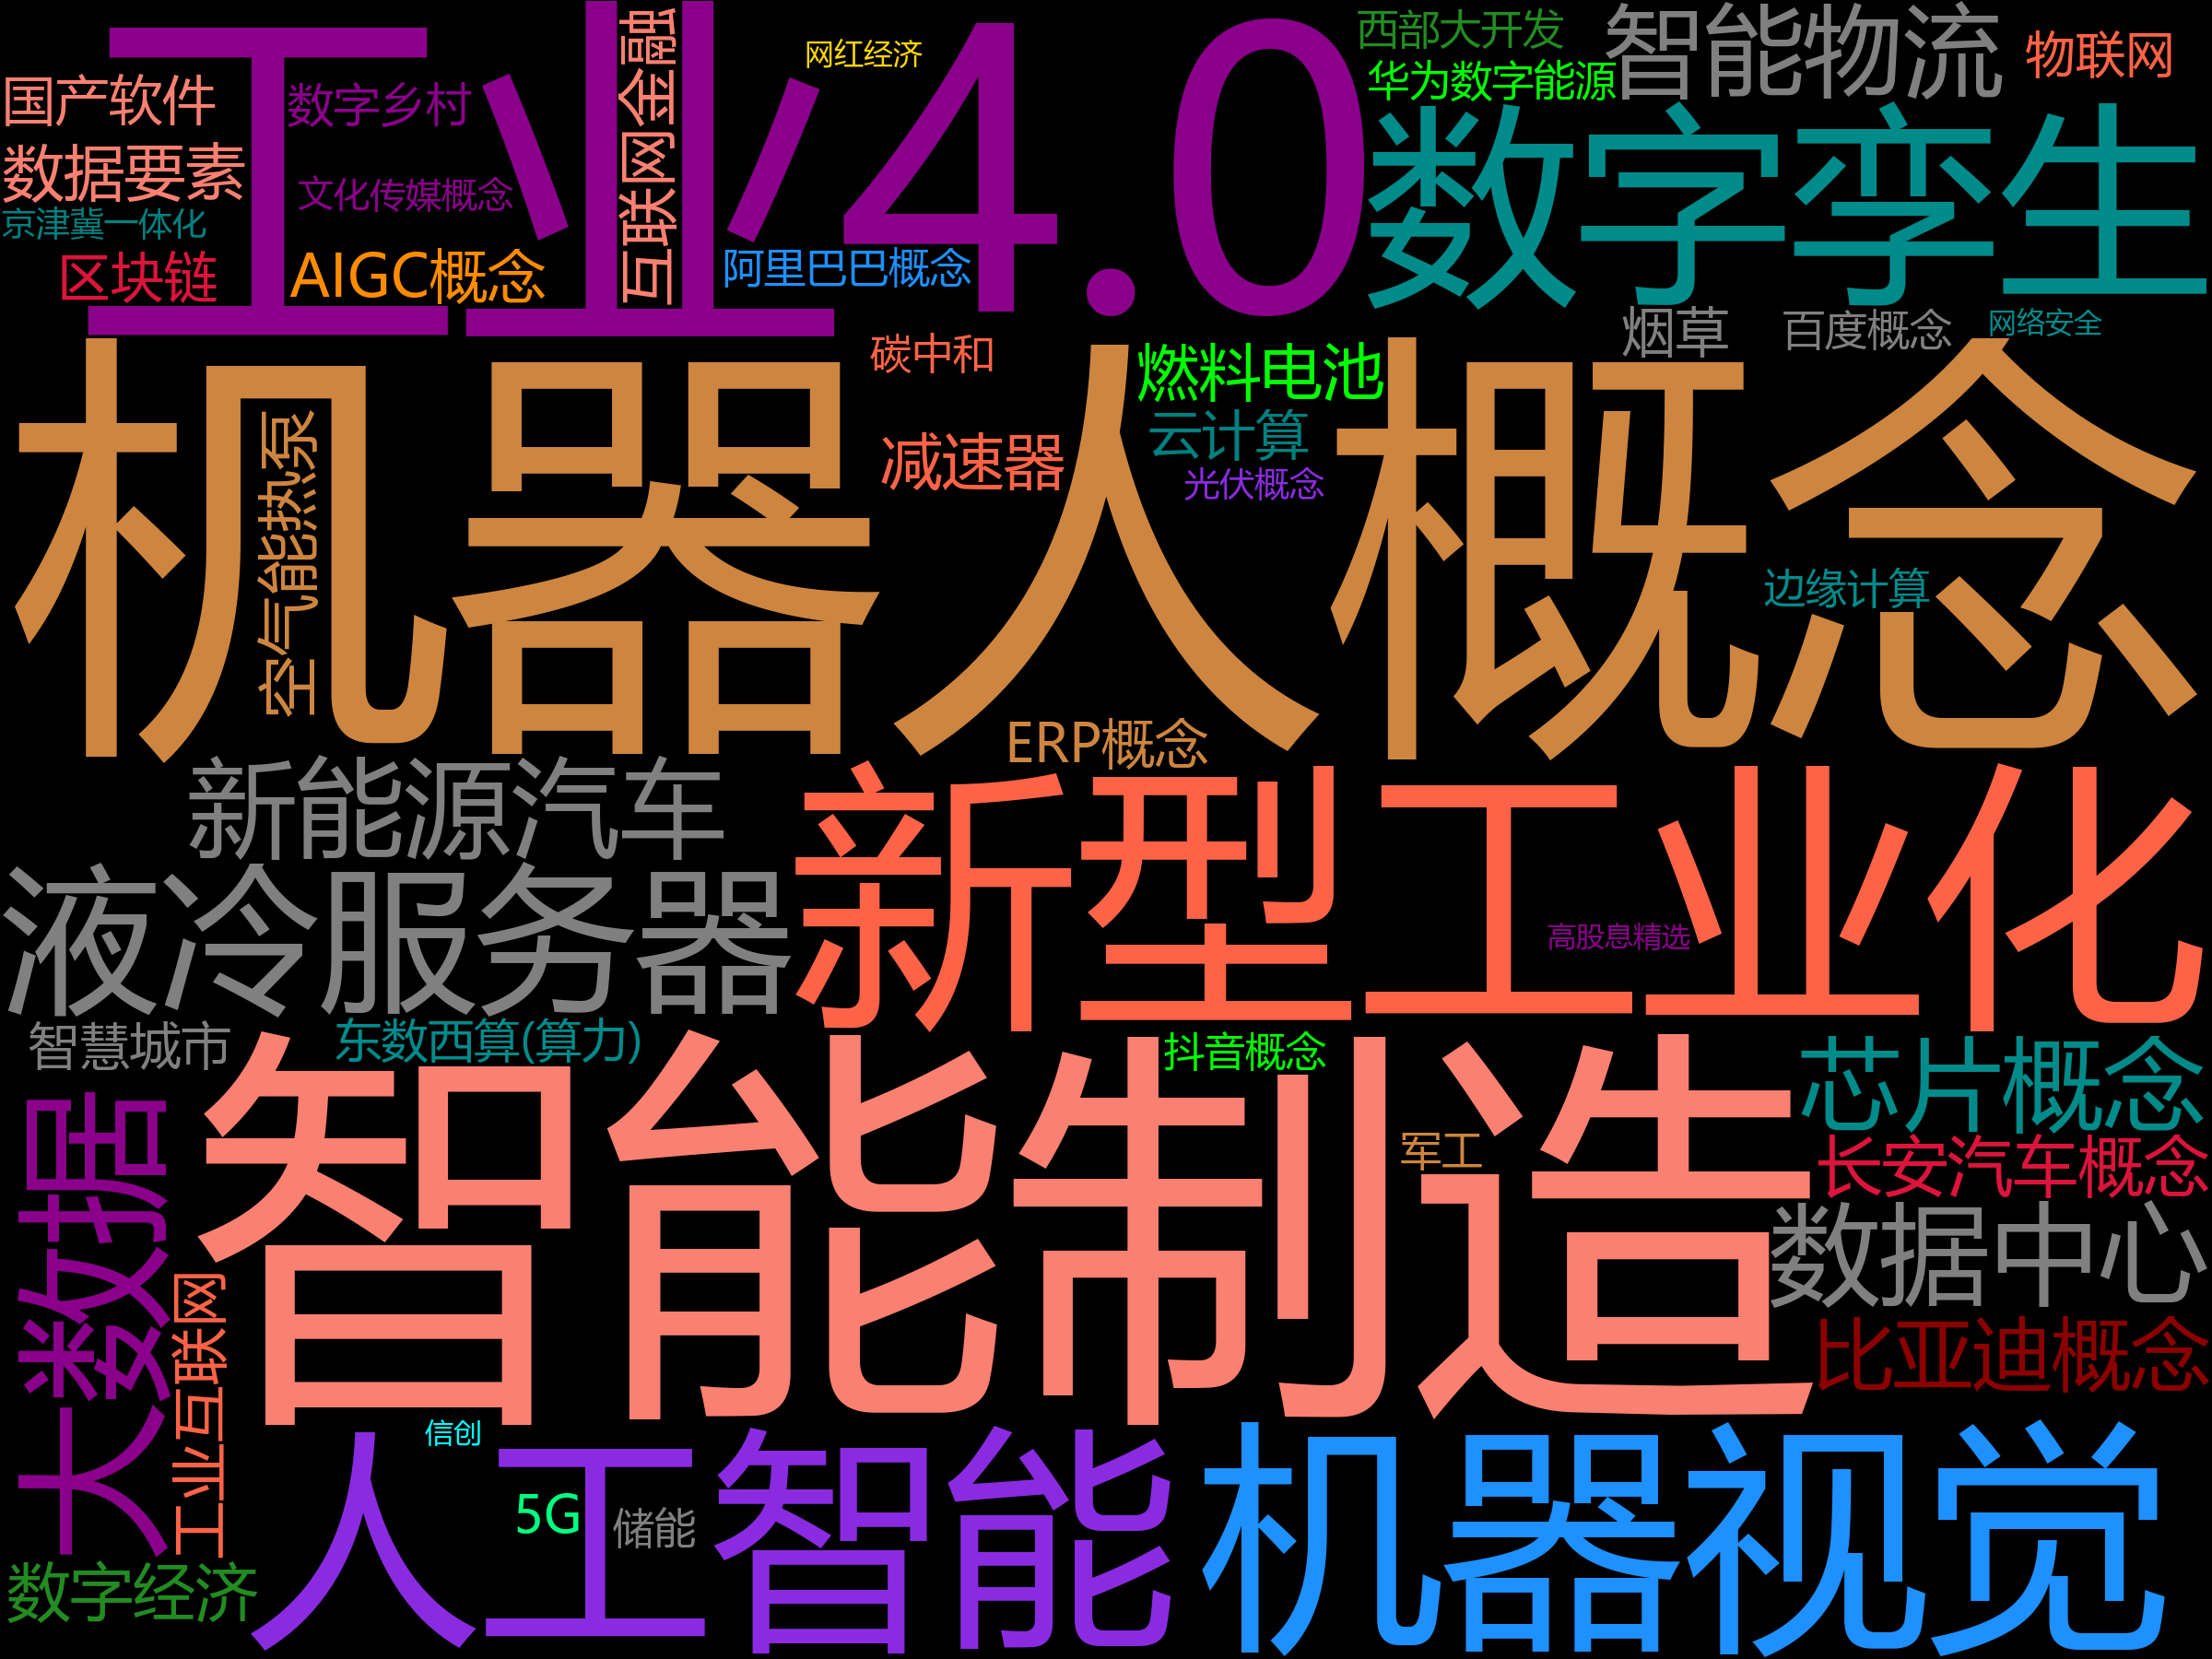 工业4.0
互联网金融
网红经济
西部大开发
智能物流
物联网
国产软件
数字乡村
华为数字能源
数字孪生
数据要素
文化传媒概念
京津冀一体化
区块链
AIGC概念
阿里巴巴概念
烟草
百度概念
网络安全
碳中和
燃料电池
机器人概念
空气能热泵
减速器
云计算
光伏概念
边缘计算
ERP概念
新能源汽车
新型工业化
液冷服务器
高股息精选
智慧城市
东数西算(算力)
抖音概念
芯片概念
智能制造
军工
长安汽车概念
大数据
数据中心
工业互联网
比亚迪概念
信创
人工智能
机器视觉
5G
储能
数字经济